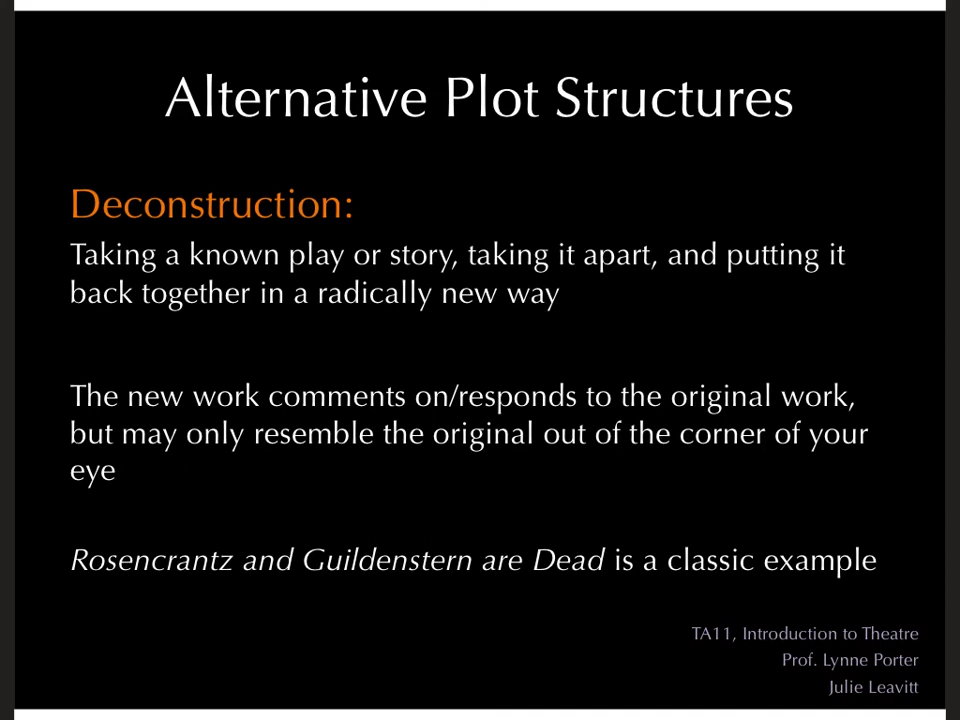 Alternative Plot Structures
Deconstruction:
Taking a known play or story, taking it apart, and putting it
back together in a radically new way
The new work comments on/responds to the original work,
but may only resemble the original out of the corner of your
eye
Rosencrantz and Guildenstern are Dead is a classic example
TA11, Introduction to Theatre
Prof. Lynne Porter
Julie Leavitt